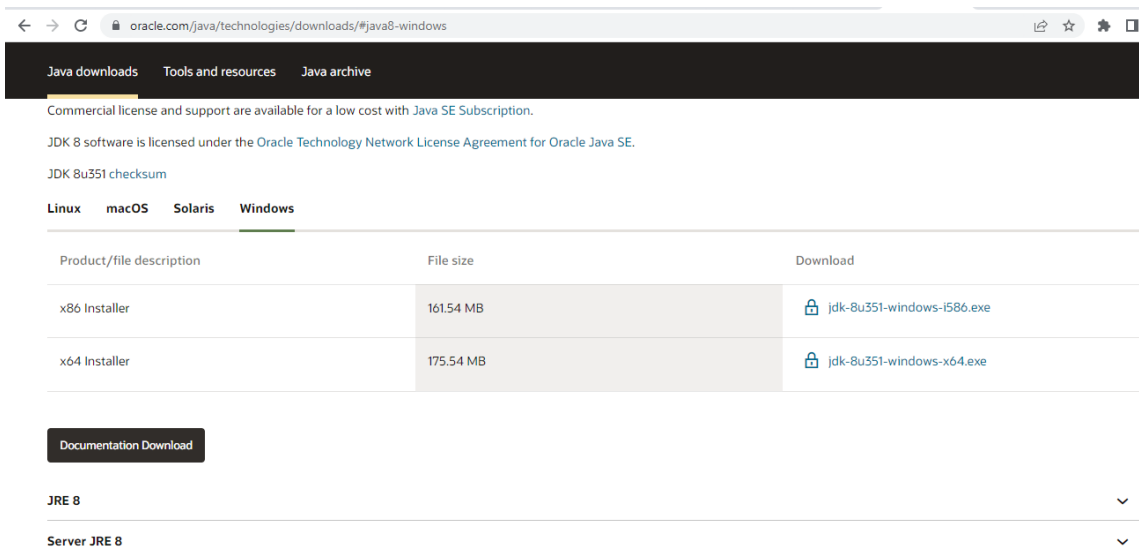 oracle.com/java/technologies/downloads/#java8-windows
Java downloads Tools and resources Java archive
Commercial license and support are available for a low cost with Java SE Subscription.
JDK 8 software is licensed under the Oracle Technology Network License Agreement for Oracle Java SE.
JDK 8u351 checksum
Linux macOS Solaris Windows
Product/file description File size Download
x86 Installer 161.54 MB jdk-8u351-windows-i586.exe
x64 Installer 175.54 MB jdk-8u351-windows-x64.exe
Documentation Download
JRE 8
Server JRE 8